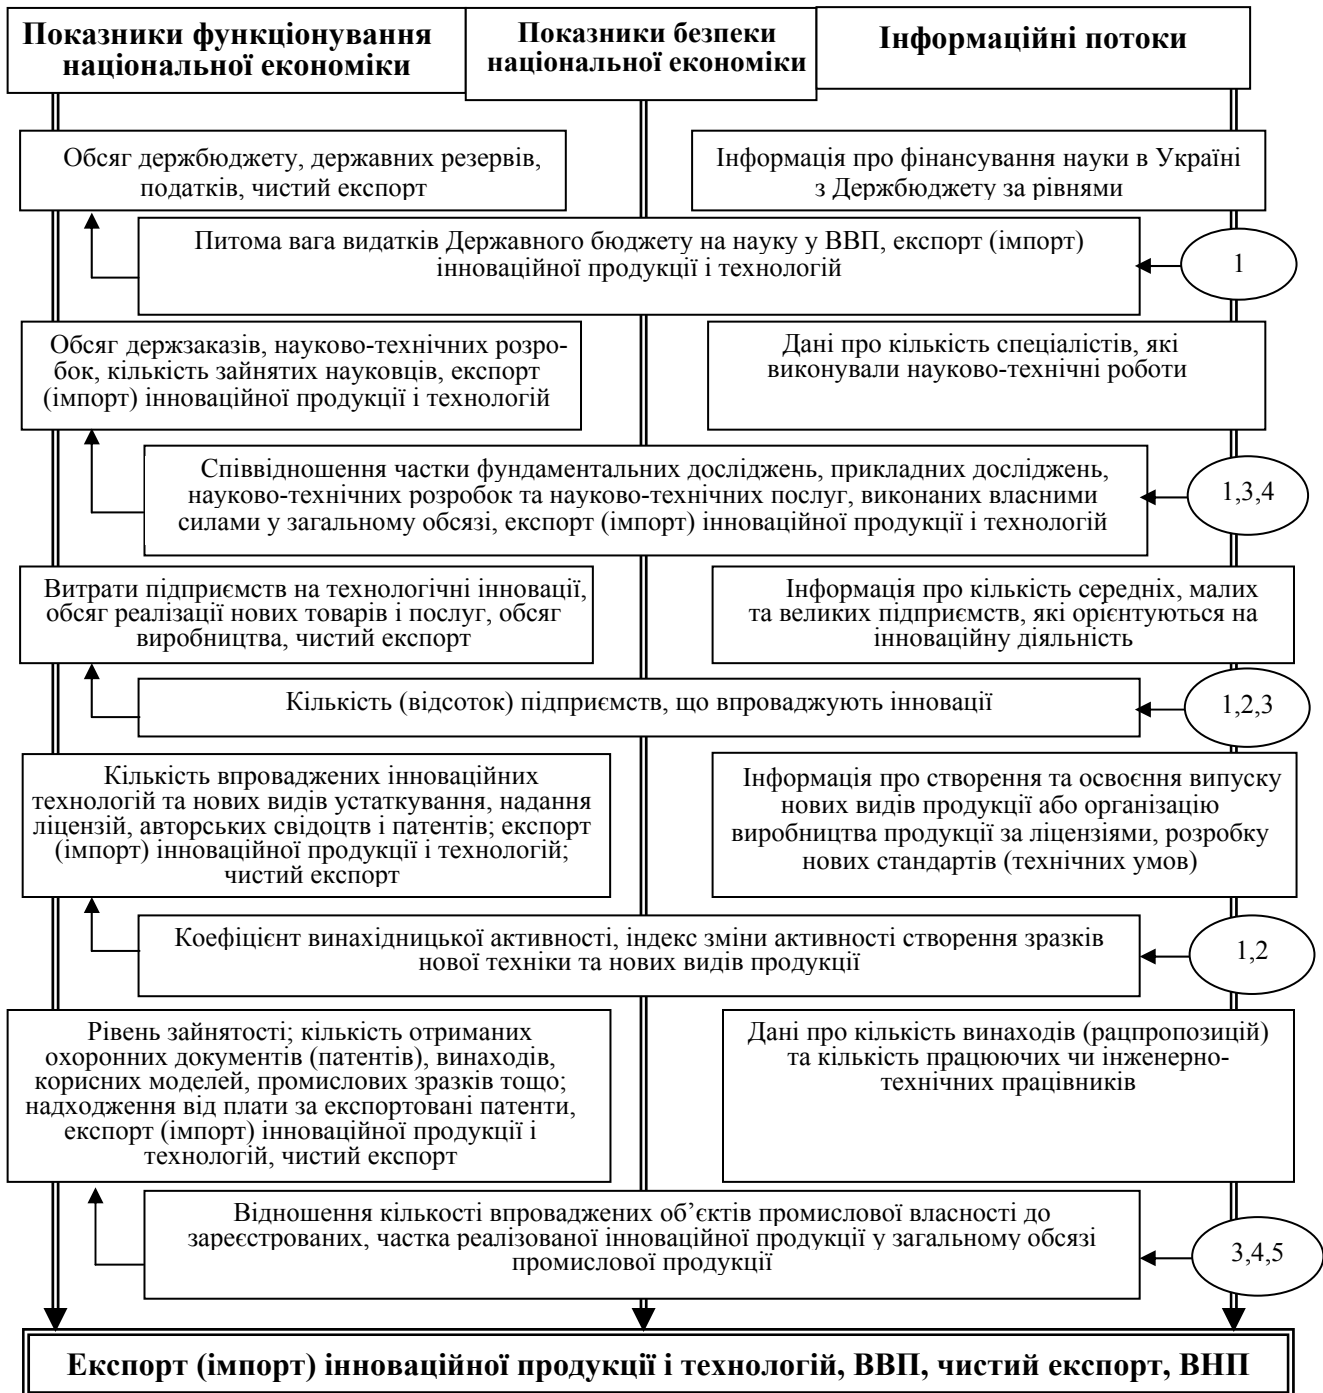 Показники функціонування
національної економіки
Показники безпеки
національної економіки
Інформаційні потоки
Обсяг держбюджету, державних резервів,
податків, чистий експорт
Інформація про фінансування науки в Україні
з Держбюджету за рівнями
Питома вага видатків Державного бюджету на науку у ВВП, експорт (імпорт)
інноваційної продукції і технологій
1
Обсяг держзаказів, науково-технічних розро-
бок, кількість зайнятих науковців, експорт
(імпорт) інноваційної продукції і технологій
Дані про кількість спеціалістів, які
виконували науково-технічні роботи
Співвідношення частки фундаментальних досліджень, прикладних досліджень,
науково-технічних розробок та науково-технічних послуг, виконаних власними
силами у загальному обсязі, експорт (імпорт) інноваційної продукції і технологій
1,3,4
Витрати підприємств на технологічні інновації,
обсяг реалізації нових товарів і послуг, обсяг
виробництва, чистий експорт
Інформація про кількість середніх, малих
та великих підприємств, які орієнтуються на
інноваційну діяльність
Кількість (відсоток) підприємств, що впроваджують інновації
1,2,3
Кількість впроваджених інноваційних
технологій та нових видів устаткування, надання
ліцензій, авторських свідоцтв і патентів; експорт
(імпорт) інноваційної продукції і технологій;
чистий експорт
Інформація про створення та освоєння випуску
нових видів продукції або організацію
виробництва продукції за ліцензіями, розробку
нових стандартів (технічних умов)
Коефіцієнт винахідницької активності, індекс зміни активності створення зразків
нової техніки та нових видів продукції
1,2
Рівень зайнятості; кількість отриманих
охоронних документів (патентів), винаходів,
корисних моделей, промислових зразків тощо;
надходження від плати за експортовані патенти,
експорт (імпорт) інноваційної продукції і
технологій, чистий експорт
Дані про кількість винаходів (рацпропозицій)
та кількість працюючих чи інженерно-
технічних працівників
Відношення кількості впроваджених об’єктів промислової власності до
зареєстрованих, частка реалізованої інноваційної продукції у загальному обсязі
промислової продукції
3,4,5
Експорт (імпорт) інноваційної продукції і технологій, ВВП, чистий експорт, ВНП